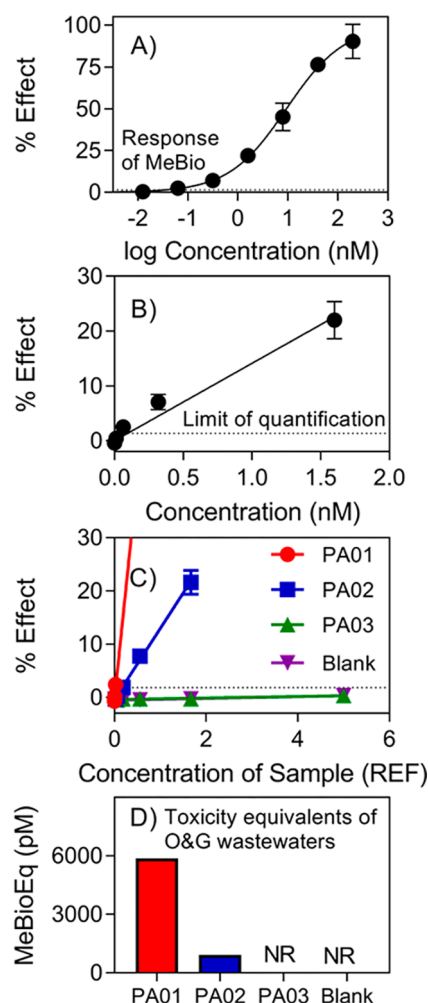 A)
100
75
50
25
0
% Effect
Response
of MeBio
-2 -1 0 1 2 3
log Concentration (nM)
B)
30
20
10
0
% Effect
Limit of quantification
0.0 0.5 1.0 1.5 2.0
Concentration (nM)
C)
30
20
10
0
% Effect
PA01
PA02
PA03
Blank
0 2 4 6
Concentration of Sample (REF)
D) Toxicity equivalents of
O&G wastewaters
6000
3000
0
MeBioEq (pM)
NR NR
PA01 PA02 PA03 Blank